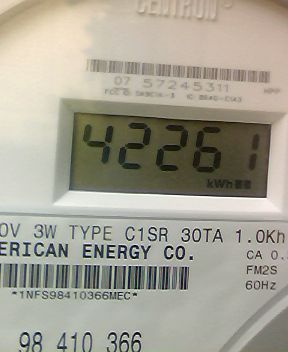 CENTRON
07 57245311
42261
kWh
0V 3W TYPE C1SR 30TA 1.0Kh
ERICAN ENERGY CO.
CA 0.
FM2S
*1NFS98410366MEC*
60Hz
98 410 366